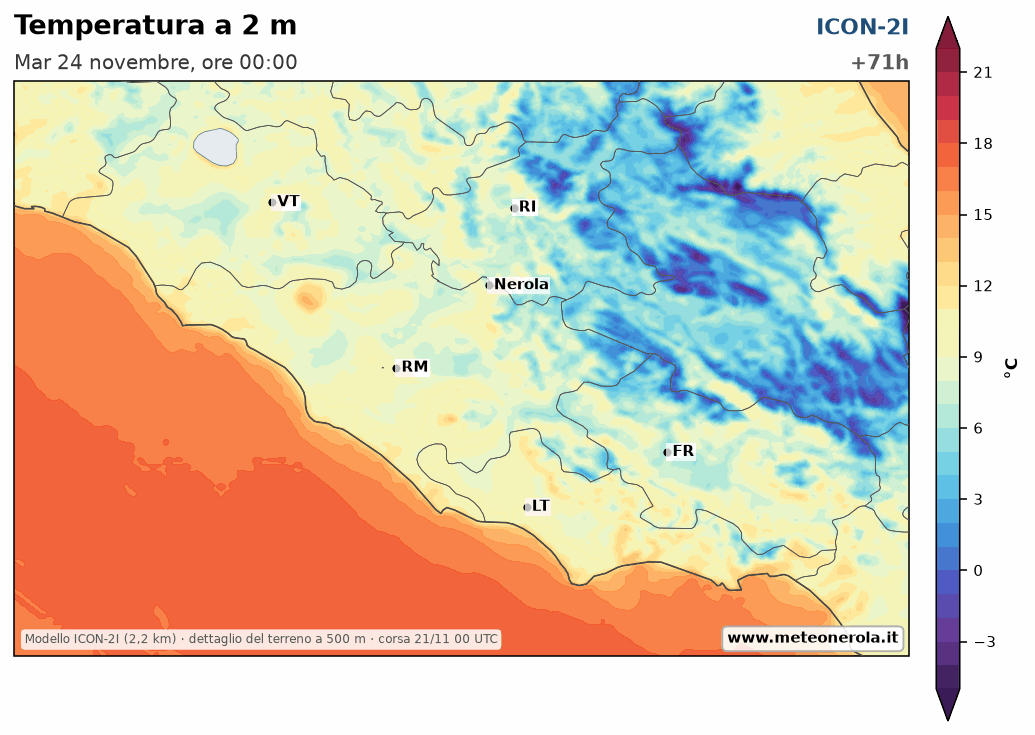 Temperatura a 2 m
ICON-2I
Mar 24 novembre, ore 00:00
+71h
21
18
15
12
9
6
3
0
−3
°C
VT
RI
Nerola
RM
FR
LT
Modello ICON-2I (2,2 km) · dettaglio del terreno a 500 m · corsa 21/11 00 UTC
www.meteonerola.it